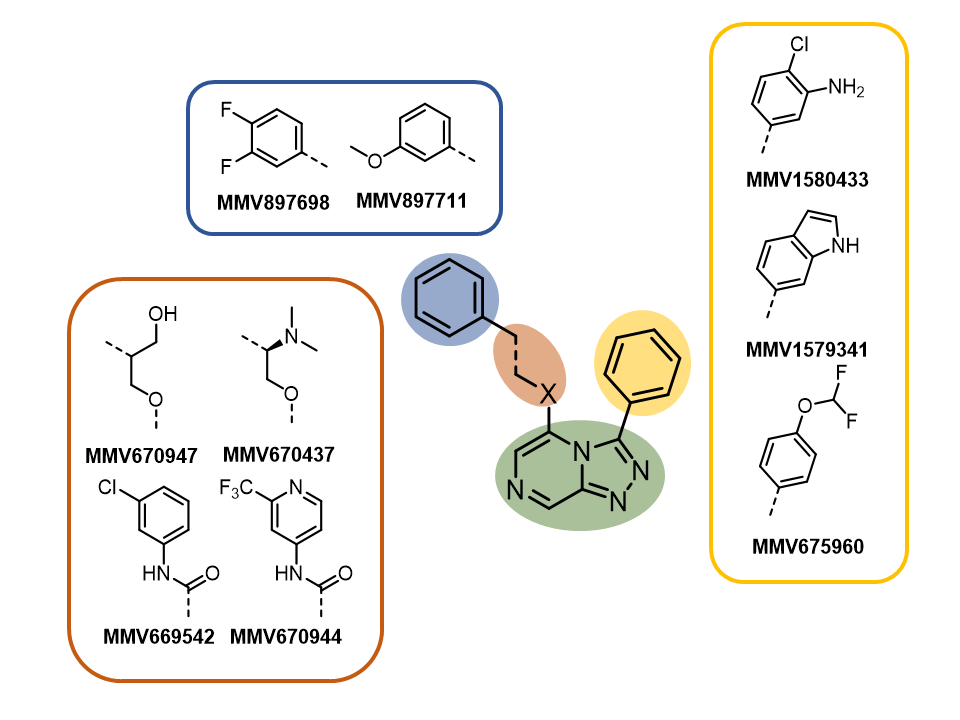 F
F
MMV897698
O
MMV897711
Cl
NH₂
MMV1580433
NH
MMV1579341
F
O
F
MMV675960
OH
O
MMV670947
N
O
MMV670437
Cl
HN
O
MMV669542
F₃C
N
HN
O
MMV670944
X
N
N
N
N